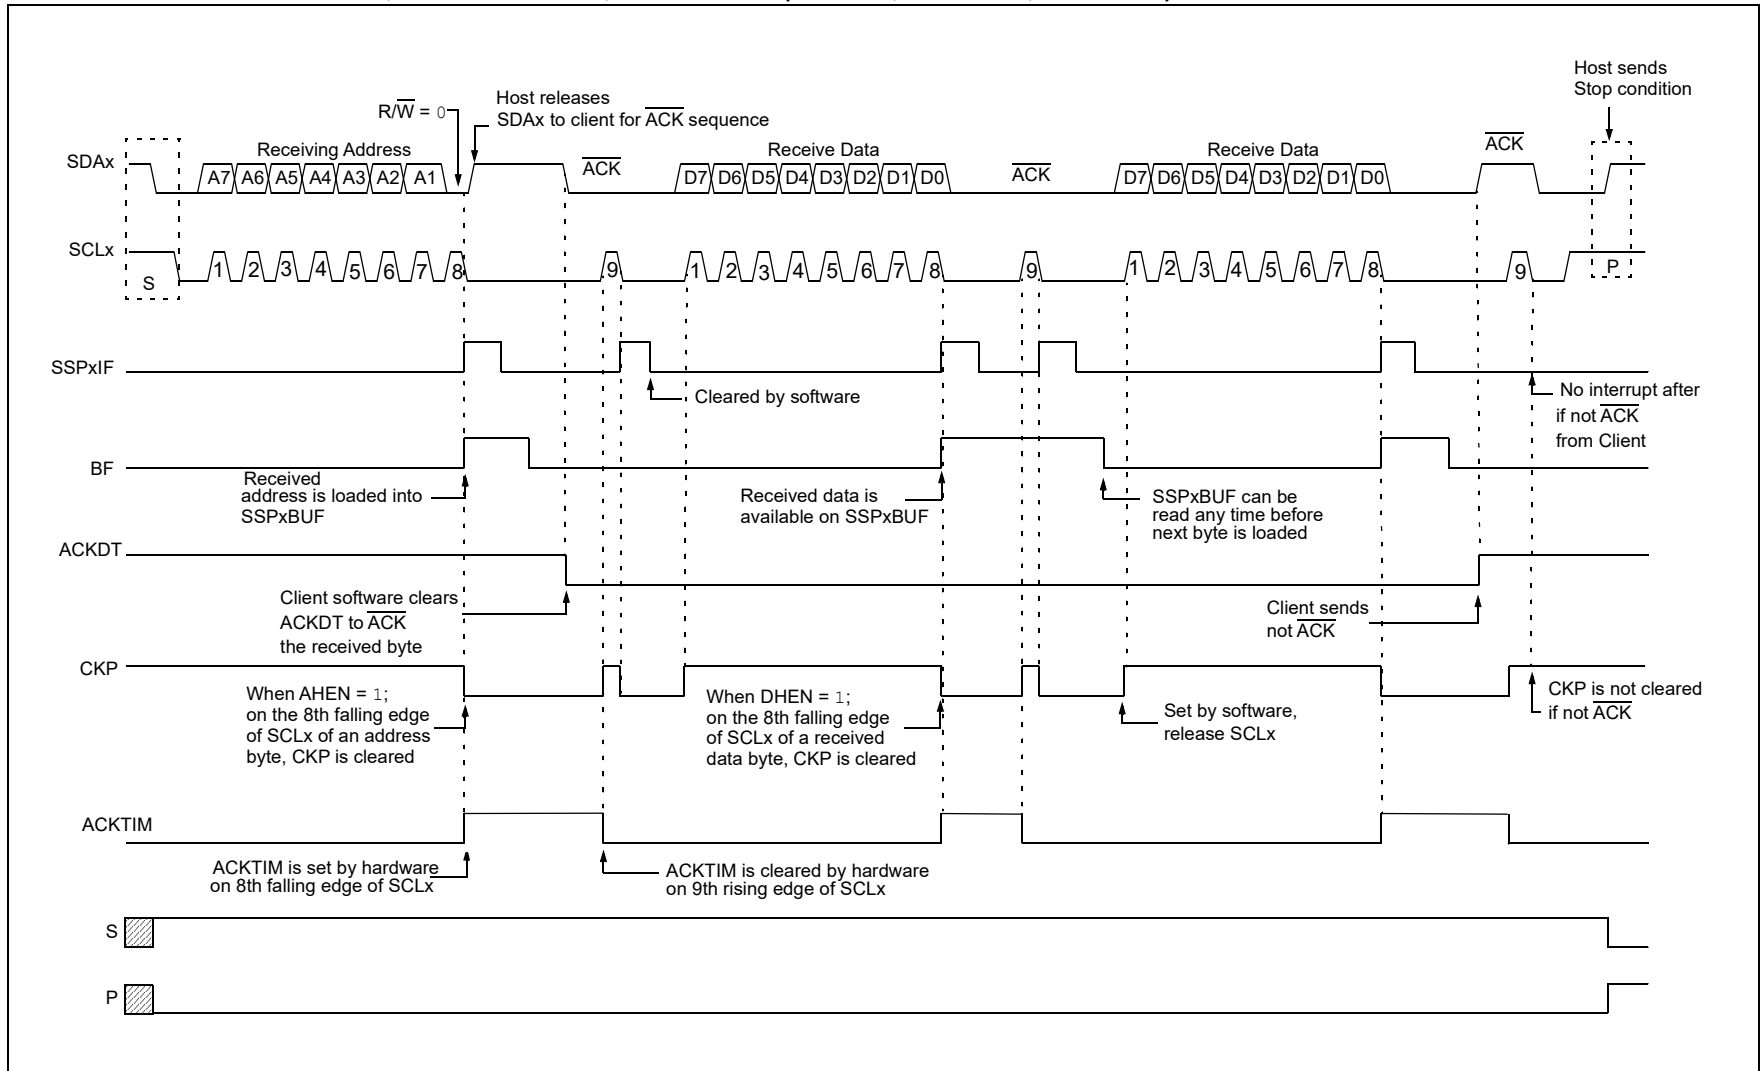 Host sends
Stop condition
R/W̅ = 0
Host releases
SDAx to client for A̅C̅K̅ sequence
SDAx
Receiving Address
A̅C̅K̅
Receive Data
A̅C̅K̅
Receive Data
A̅C̅K̅
A7 A6 A5 A4 A3 A2 A1
D7 D6 D5 D4 D3 D2 D1 D0
D7 D6 D5 D4 D3 D2 D1 D0
SCLx
S
1 2 3 4 5 6 7 8 9
1 2 3 4 5 6 7 8 9
1 2 3 4 5 6 7 8 9
P
SSPxIF
Cleared by software
No interrupt after
if not A̅C̅K̅
from Client
BF
Received
address is loaded into
SSPxBUF
Received data is
available on SSPxBUF
SSPxBUF can be
read any time before
next byte is loaded
ACKDT
Client software clears
ACKDT to A̅C̅K̅
the received byte
Client sends
not A̅C̅K̅
CKP
When AHEN = 1;
on the 8th falling edge
of SCLx of an address
byte, CKP is cleared
When DHEN = 1;
on the 8th falling edge
of SCLx of a received
data byte, CKP is cleared
Set by software,
release SCLx
CKP is not cleared
if not A̅C̅K̅
ACKTIM
ACKTIM is set by hardware
on 8th falling edge of SCLx
ACKTIM is cleared by hardware
on 9th rising edge of SCLx
S
P